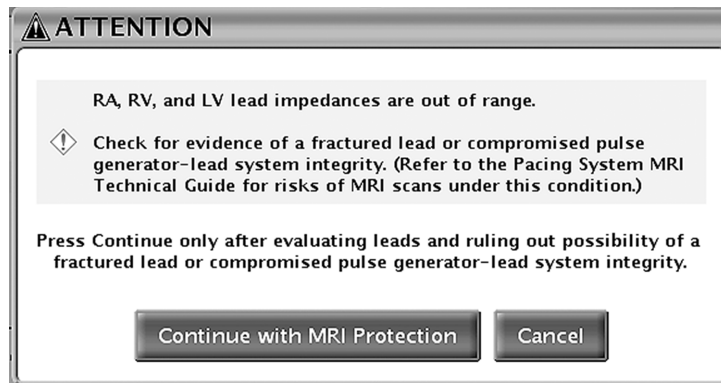 ATTENTION
RA, RV, and LV lead impedances are out of range.
Check for evidence of a fractured lead or compromised pulse
generator-lead system integrity. (Refer to the Pacing System MRI
Technical Guide for risks of MRI scans under this condition.)
Press Continue only after evaluating leads and ruling out possibility of a
fractured lead or compromised pulse generator-lead system integrity.
Continue with MRI Protection
Cancel